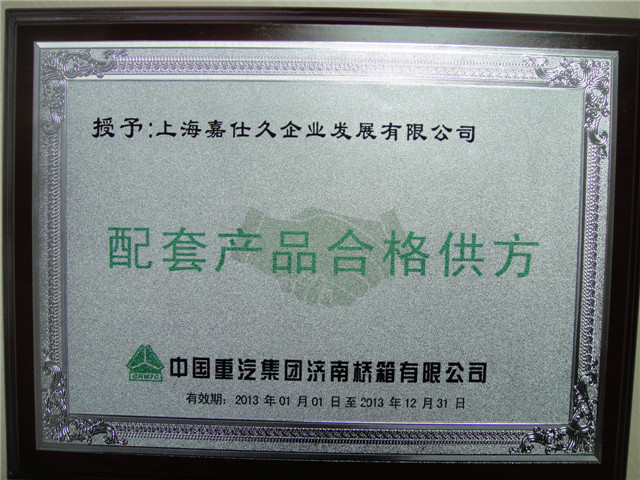 授予:上海嘉仕久企业发展有限公司
配套产品合格供方
CNHTC
中国重汽集团济南桥箱有限公司
有效期: 2013 年 01 月 01 日 至 2013 年 12 月 31 日